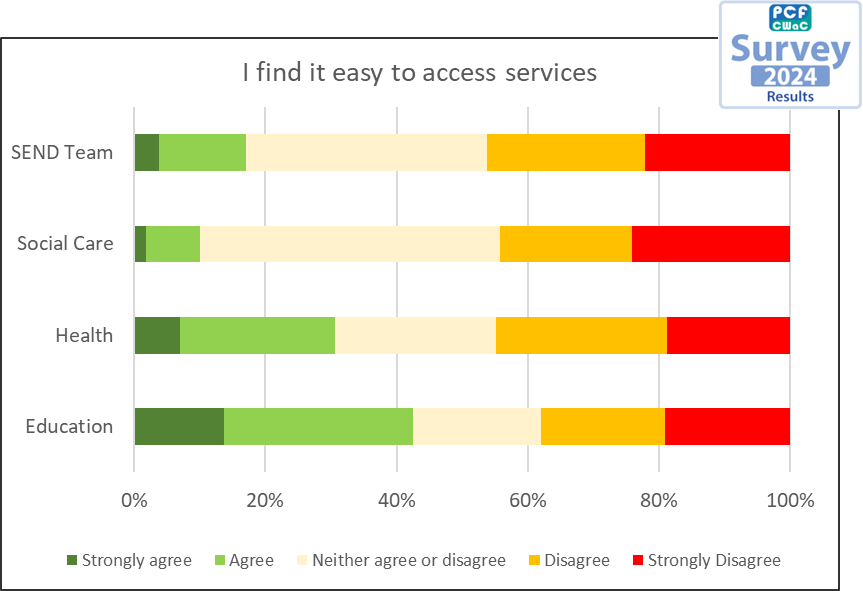 PCF
CWaC
Survey
2024
Results
I find it easy to access services
SEND Team
Social Care
Health
Education
0% 20% 40% 60% 80% 100%
Strongly agree Agree Neither agree or disagree Disagree Strongly Disagree